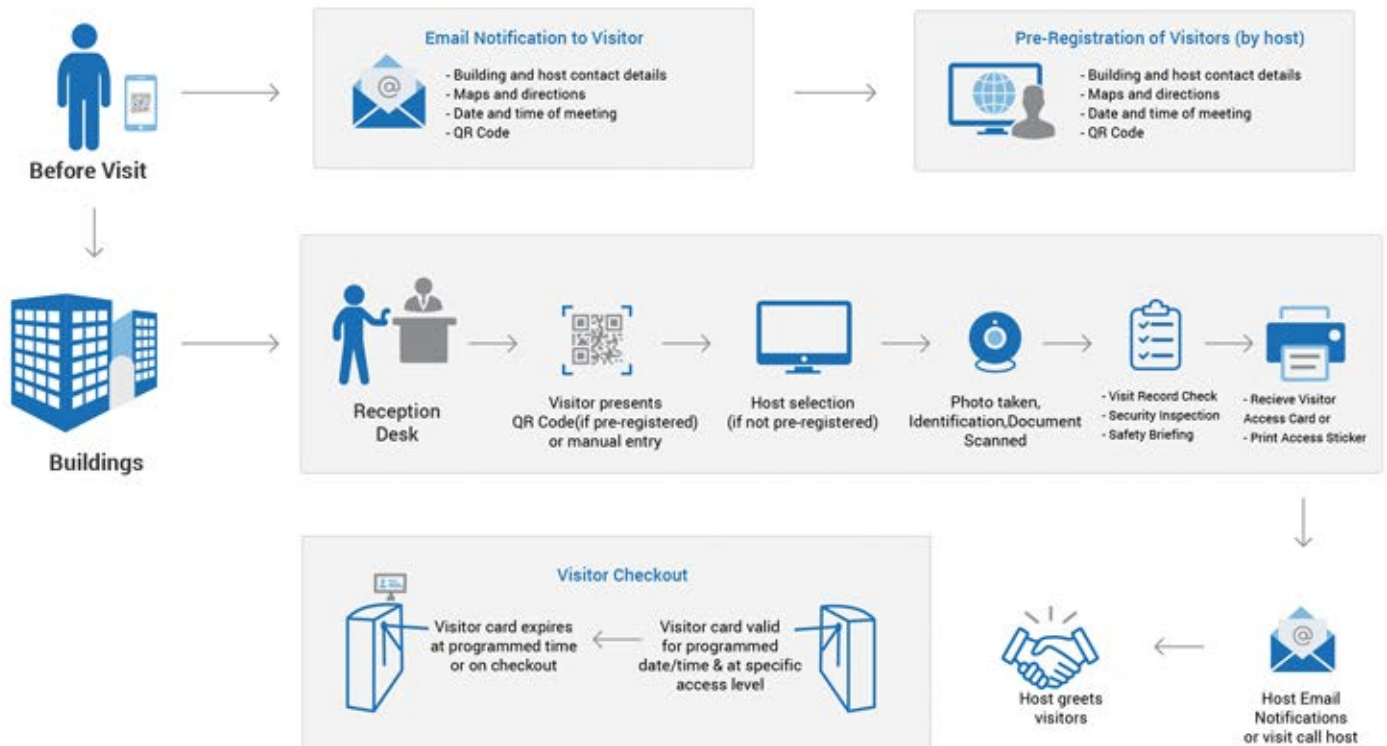 Email Notification to Visitor
- Building and host contact details
- Maps and directions
- Date and time of meeting
- QR Code
Pre-Registration of Visitors (by host)
- Building and host contact details
- Maps and directions
- Date and time of meeting
- QR Code
Before Visit
Buildings
Reception
Desk
Visitor presents
QR Code(if pre-registered)
or manual entry
Host selection
(if not pre-registered)
Photo taken,
Identification,Document
Scanned
- Visit Record Check
- Security Inspection
- Safety Briefing
- Recieve Visitor
Access Card or
- Print Access Sticker
Visitor Checkout
Visitor card expires
at programmed time
or on checkout
Visitor card valid
for programmed
date/time & at specific
access level
Host greets
visitors
Host Email
Notifications
or visit call host